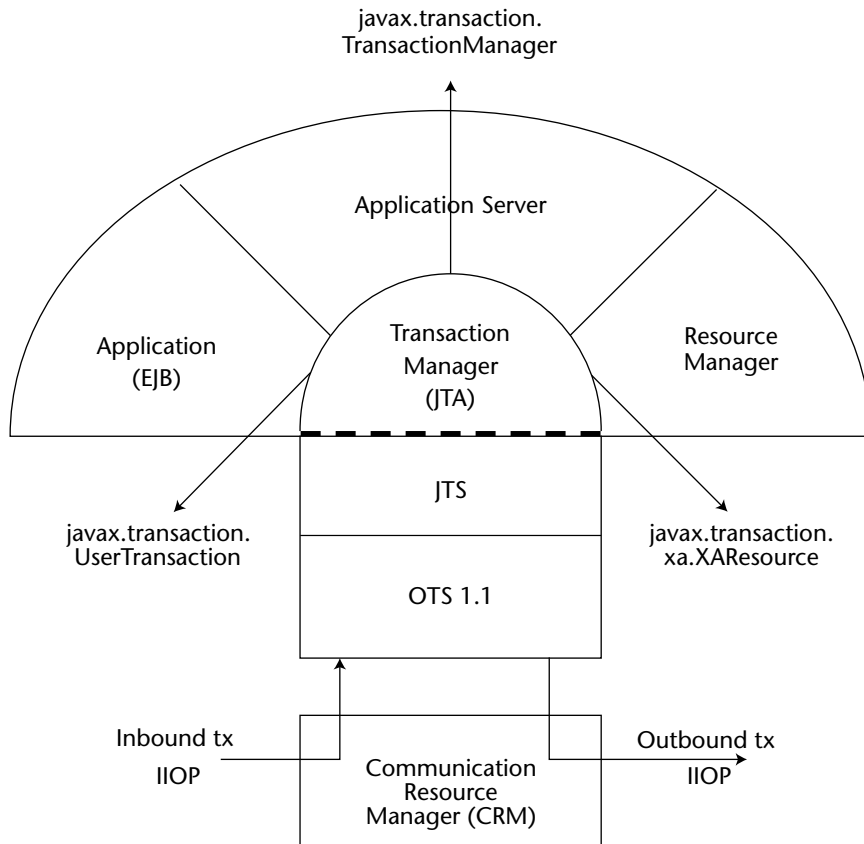 javax.transaction.
TransactionManager
Application Server
Application
(EJB)
Transaction
Manager
(JTA)
Resource
Manager
JTS
javax.transaction.
UserTransaction
javax.transaction.
xa.XAResource
OTS 1.1
Inbound tx
IIOP
Outbound tx
IIOP
Communication
Resource
Manager (CRM)